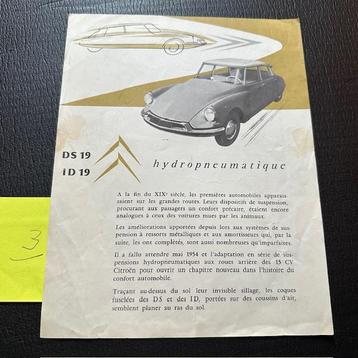 DS 19
ID 19
hydropneumatique
A la fin du XIXᵉ siècle, les premières automobiles apparais-
saient sur les grandes routes. Leurs dispositifs de suspension,
procurant aux passagers un confort précaire, étaient encore
analogues à ceux des voitures mues par les animaux.
Les améliorations apportées depuis lors aux systèmes de sus-
pension à ressorts métalliques et aux amortisseurs qui, par la
suite, les ont complétés, sont aussi quelques qu'imparfaites.
Il a fallu attendre mai 1954 et l'adaptation en série de sus-
pensions hydropneumatiques aux roues arrière des 15 CV
Citroën pour ouvrir un chapitre nouveau dans l'histoire du
confort automobile.
Traçant au-dessus du sol leur invisible sillage, les coques
fuselées des DS et des ID, portées sur des coussins d'air,
semblent planer au ras du sol.
3